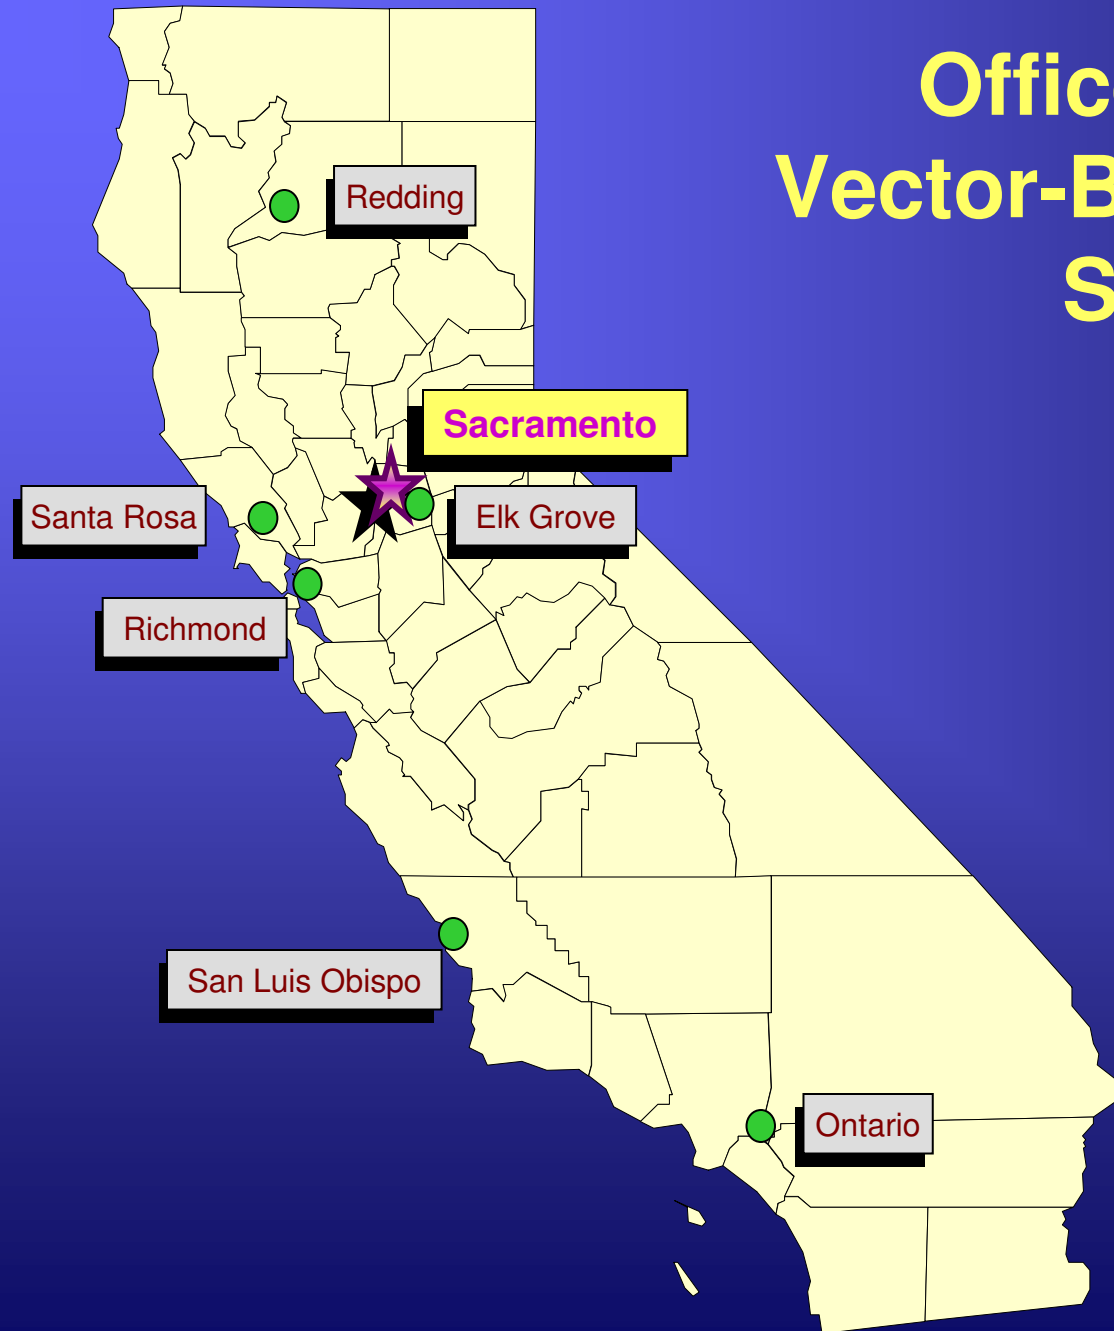 Offic
Vector-B
S
Redding
Sacramento
Santa Rosa
Elk Grove
Richmond
San Luis Obispo
Ontario